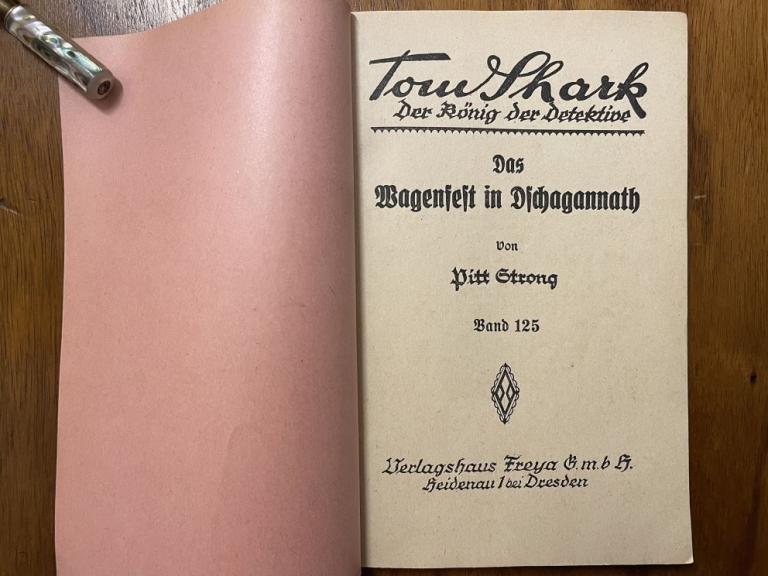 Tom Shark
Der König der Detektive
Das
Wagenfest in Dschagannath
von
Pitt Strong
Band 125
Verlagshaus Freya G.m.b H.
Heidenau 1 bei Dresden